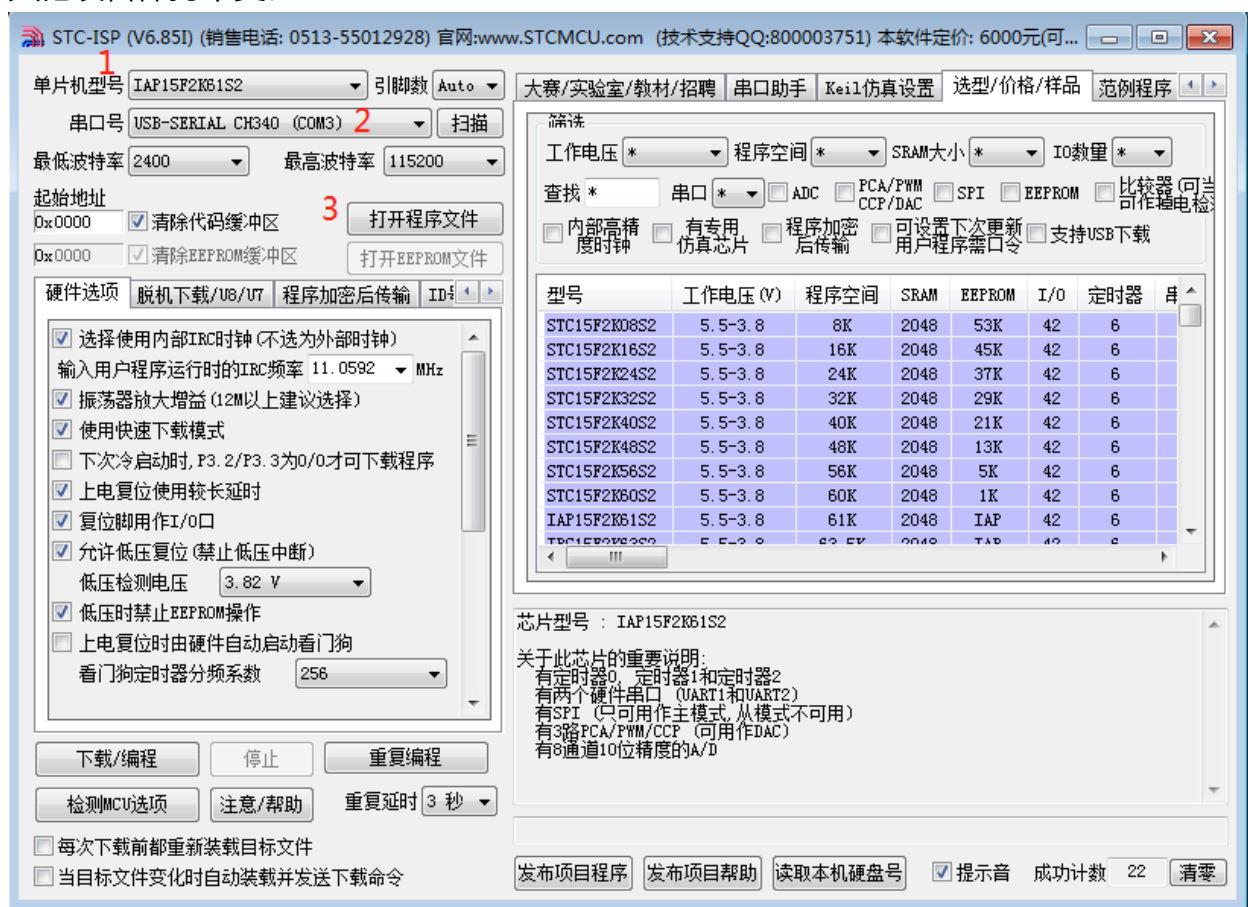 STC-ISP (V6.85I) (销售电话: 0513-55012928) 官网:www.STCMCU.com (技术支持QQ:800003751) 本软件定价: 6000元(可...
1
单片机型号 IAP15F2K61S2 引脚数 Auto
串口号 USB-SERIAL CH340 (COM3) 2 扫描
最低波特率 2400 最高波特率 115200
起始地址
0x0000 清除代码缓冲区 3 打开程序文件
0x0000 清除EEPROM缓冲区 打开EEPROM文件
硬件选项 脱机下载/U8/U7 程序加密后传输
选择使用内部IRC时钟(不选为外部时钟)
输入用户程序运行时的IRC频率 11.0592 MHz
振荡器放大增益(12M以上建议选择)
使用快速下载模式
下次冷启动时,P3.2/P3.3为0/0才可下载程序
上电复位使用较长延时
复位脚用作I/O口
允许低压复位(禁止低压中断)
低压检测电压 3.82 V
低压时禁止EEPROM操作
上电复位时由硬件自动启动看门狗
看门狗定时器分频系数 256
下载/编程 停止 重复编程
检测MCU选项 注意/帮助 重复延时 3 秒
每次下载前都重新装载目标文件
当目标文件变化时自动装载并发送下载命令
大赛/实验室/教材/招聘 串口助手 Keil仿真设置 选型/价格/样品 范例程序
筛选
工作电压 * 程序空间 * SRAM大小 * IO数量 *
查找 * 串口 * ADC PCA/PWM CCP/DAC SPI EEPROM 比较器(可当可作掉电检
内部高精度时钟 有专用仿真芯片 程序加密后传输 可设置下次更新用户程序需口令 支持USB下载
型号 工作电压(V) 程序空间 SRAM EEPROM I/O 定时器
STC15F2K08S2 5.5-3.8 8K 2048 53K 42 6
STC15F2K16S2 5.5-3.8 16K 2048 45K 42 6
STC15F2K24S2 5.5-3.8 24K 2048 37K 42 6
STC15F2K32S2 5.5-3.8 32K 2048 29K 42 6
STC15F2K40S2 5.5-3.8 40K 2048 21K 42 6
STC15F2K48S2 5.5-3.8 48K 2048 13K 42 6
STC15F2K56S2 5.5-3.8 56K 2048 5K 42 6
STC15F2K60S2 5.5-3.8 60K 2048 1K 42 6
IAP15F2K61S2 5.5-3.8 61K 2048 IAP 42 6
芯片型号 : IAP15F2K61S2
关于此芯片的重要说明:
有定时器0, 定时器1和定时器2
有两个硬件串口 (UART1和UART2)
有SPI (只可用作主模式,从模式不可用)
有3路PCA/PWM/CCP (可用作DAC)
有8通道10位精度的A/D
发布项目程序 发布项目帮助 读取本机硬盘号 提示音 成功计数 22 清零